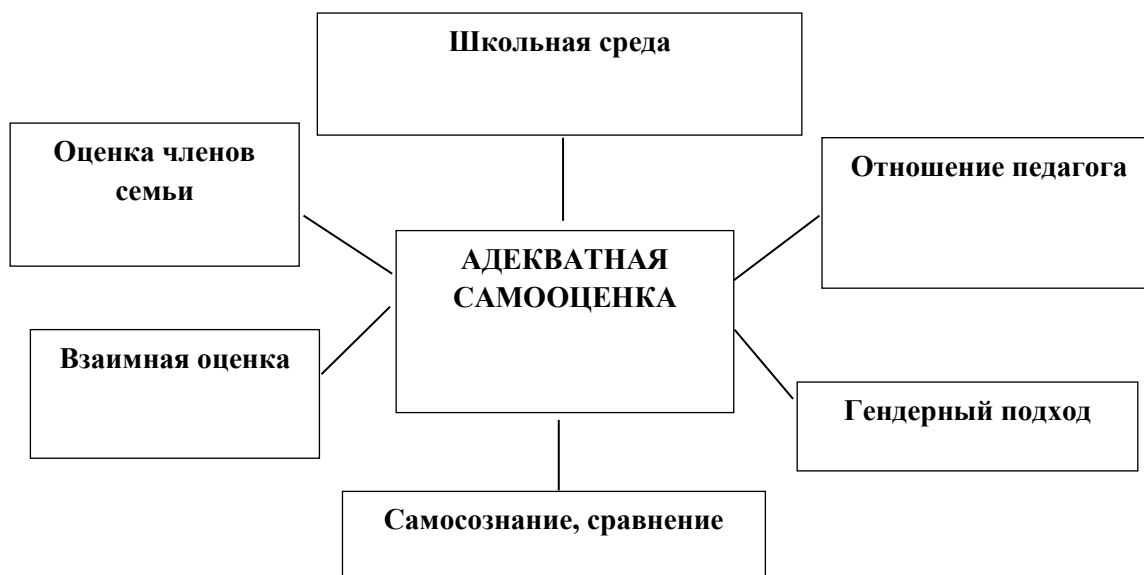 Школьная среда
Оценка членов
семьи
Отношение педагога
АДЕКВАТНАЯ
САМООЦЕНКА
Взаимная оценка
Гендерный подход
Самосознание, сравнение